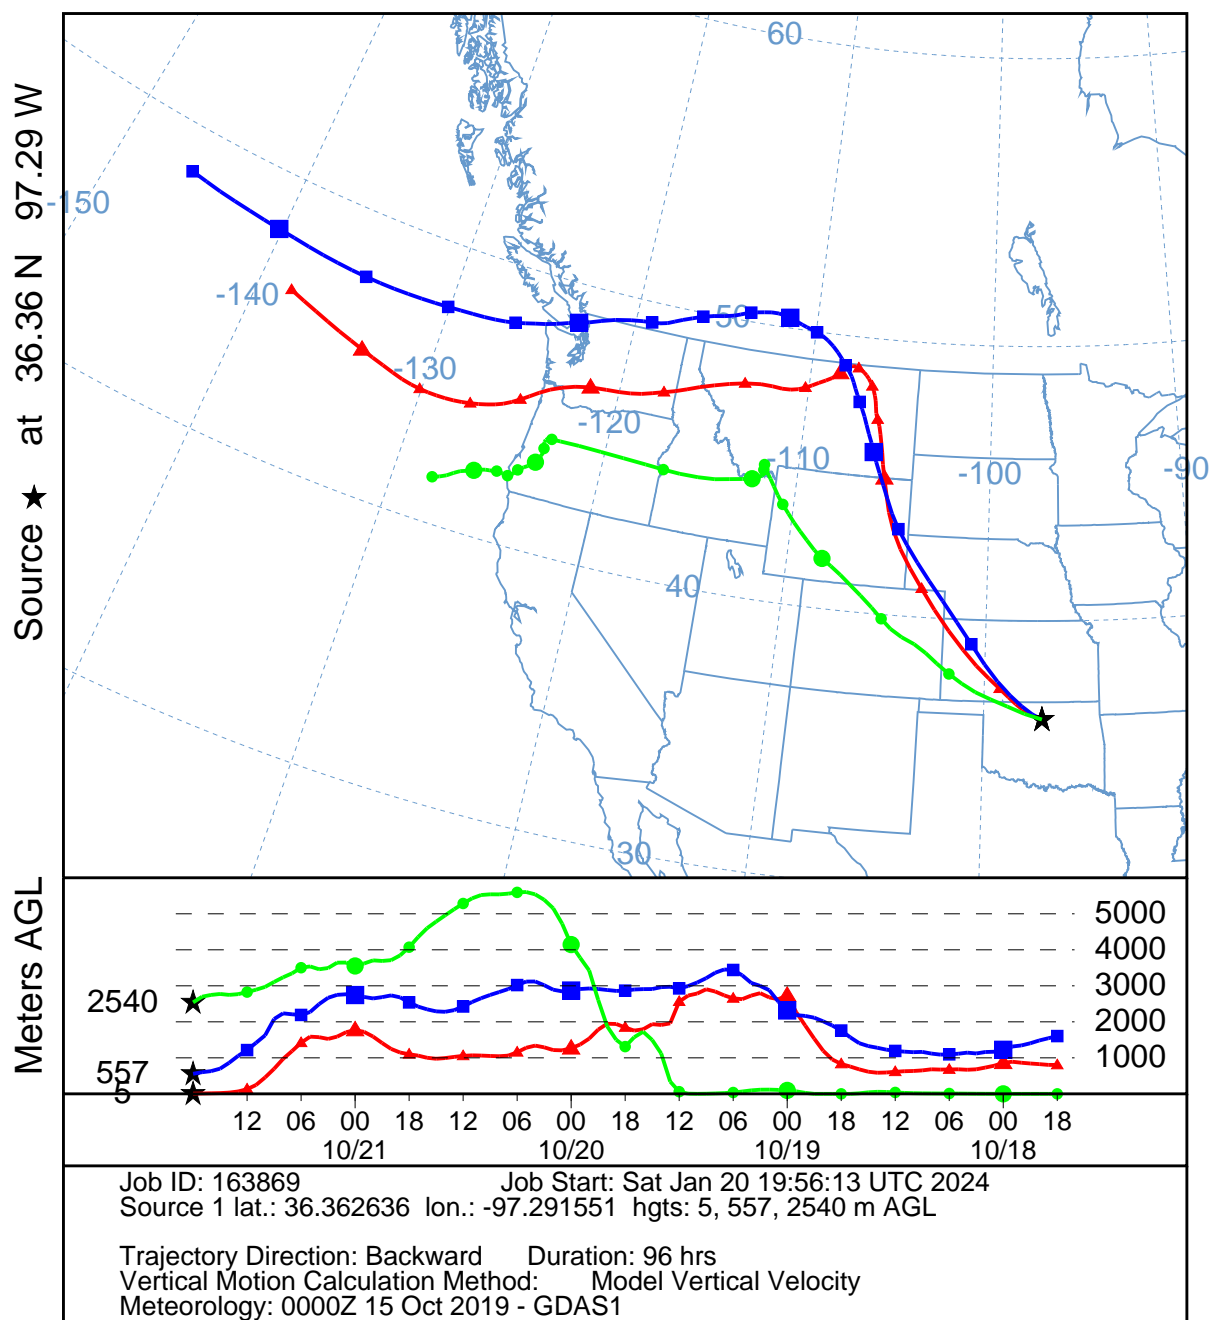 Source ★ at 36.36 N 97.29 W
60
-150
-140
50
-130
-120
-110
-100
-90
40
30
Meters AGL
5000
4000
3000
2540
2000
557
1000
5
12 06 00 18 12 06 00 18 12 06 00 18 12 06 00 18
10/21 10/20 10/19 10/18
Job ID: 163869 Job Start: Sat Jan 20 19:56:13 UTC 2024
Source 1 lat.: 36.362636 lon.: -97.291551 hgts: 5, 557, 2540 m AGL
Trajectory Direction: Backward Duration: 96 hrs
Vertical Motion Calculation Method: Model Vertical Velocity
Meteorology: 0000Z 15 Oct 2019 - GDAS1